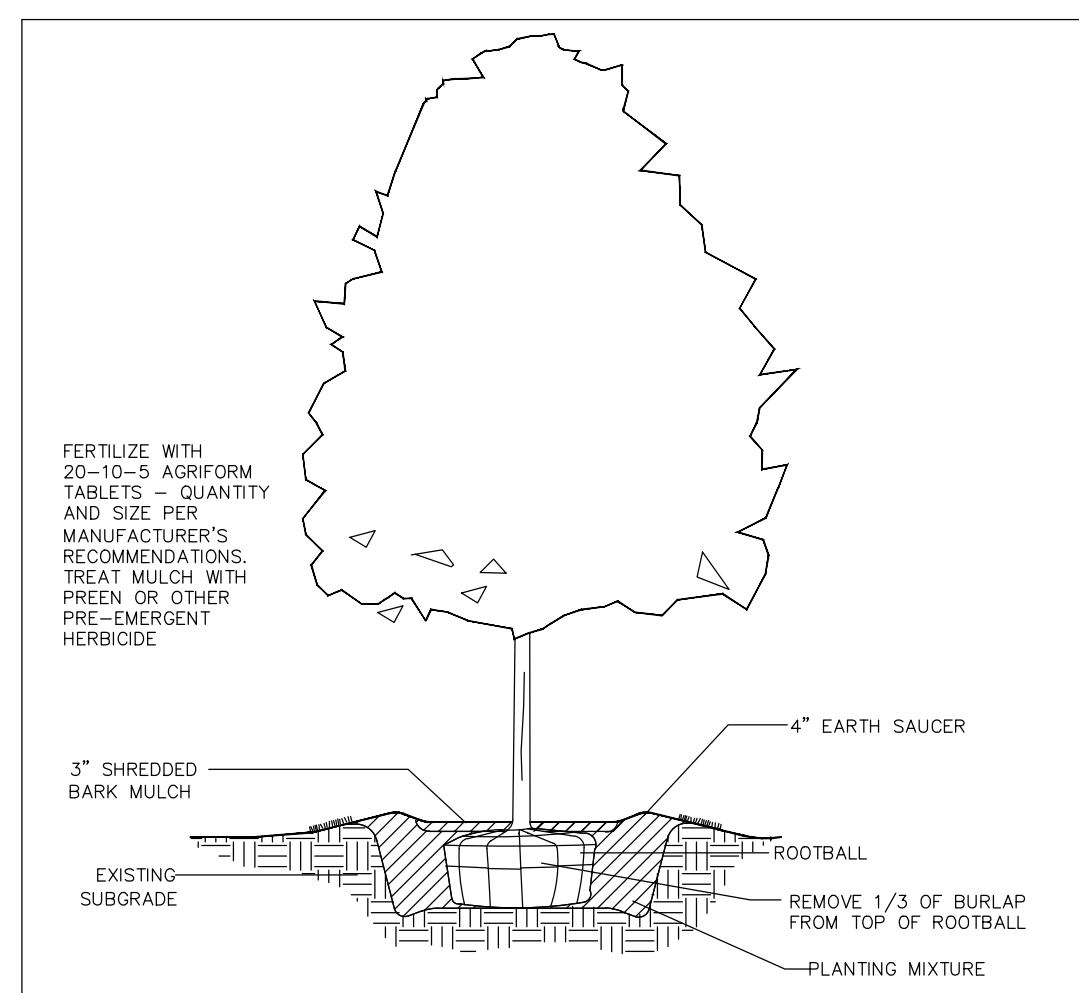 FERTILIZE WITH
20-10-5 AGRIFORM
TABLETS - QUANTITY
AND SIZE PER
MANUFACTURER'S
RECOMMENDATIONS.
TREAT MULCH WITH
PREEN OR OTHER
PRE-EMERGENT
HERBICIDE
4" EARTH SAUCER
3" SHREDDED
BARK MULCH
ROOTBALL
EXISTING
SUBGRADE
REMOVE 1/3 OF BURLAP
FROM TOP OF ROOTBALL
PLANTING MIXTURE